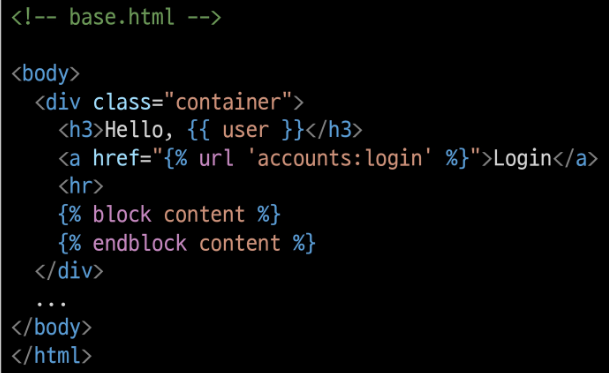 <!-- base.html -->
<body>
<div class="container">
<h3>Hello, {{ user }}</h3>
<a href="{% url 'accounts:login' %}">Login</a>
<hr>
{% block content %}
{% endblock content %}
</div>
...
</body>
</html>